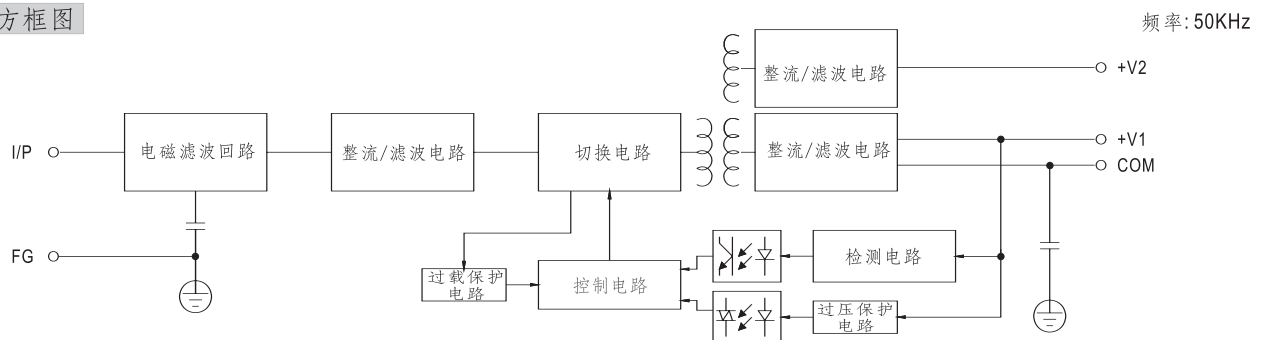 方框图
频率: 50KHz
整流/滤波电路
+V2
I/P
电磁滤波回路
整流/滤波电路
切换电路
整流/滤波电路
+V1
COM
FG
过载保护
电路
控制电路
检测电路
过压保护
电路